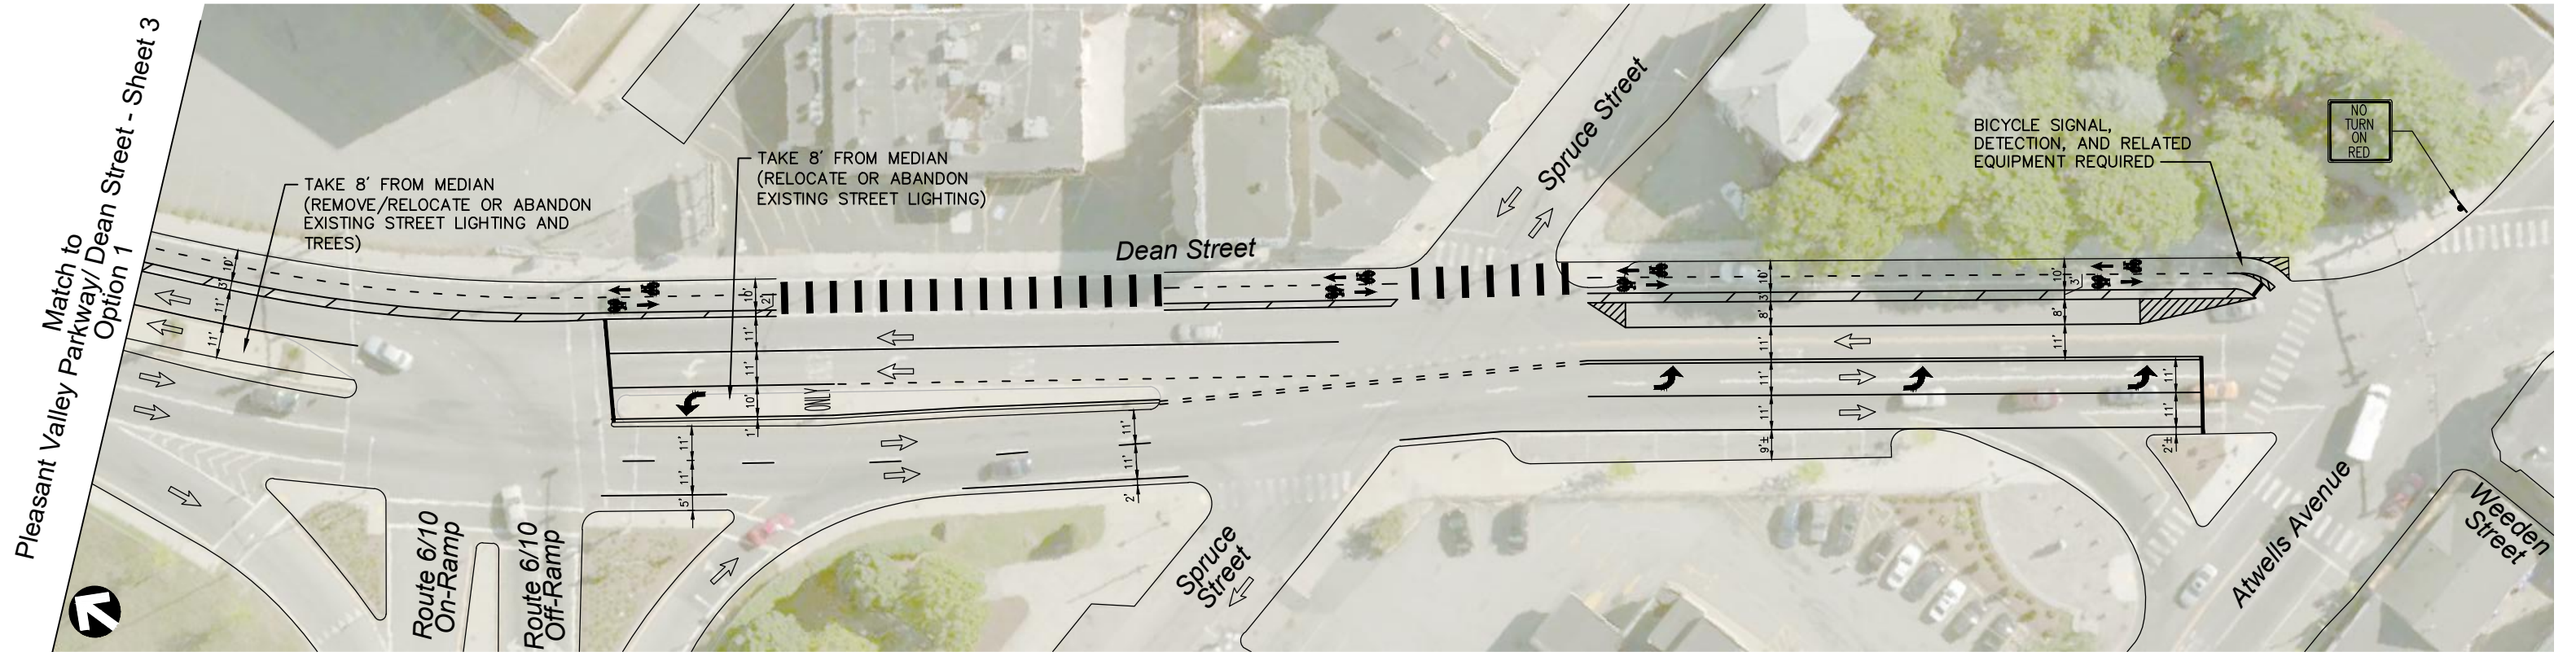 Match to
Pleasant Valley Parkway/ Dean Street - Sheet 3
Option 1
TAKE 8' FROM MEDIAN
(REMOVE/RELOCATE OR ABANDON
EXISTING STREET LIGHTING AND
TREES)
TAKE 8' FROM MEDIAN
(RELOCATE OR ABANDON
EXISTING STREET LIGHTING)
Dean Street
Spruce Street
BICYCLE SIGNAL,
DETECTION, AND RELATED
EQUIPMENT REQUIRED
NO
TURN
ON
RED
10'
3'
11'
11'
10'
2'
11'
11'
10'
1'
ONLY
11'
11'
5'
11'
11'
2'
10'
3'
8'
11'
11'
11'
9'±
10'
3'
8'
11'
11'
11'
2'±
Route 6/10
On-Ramp
Route 6/10
Off-Ramp
Spruce
Street
Atwells Avenue
Weeden
Street